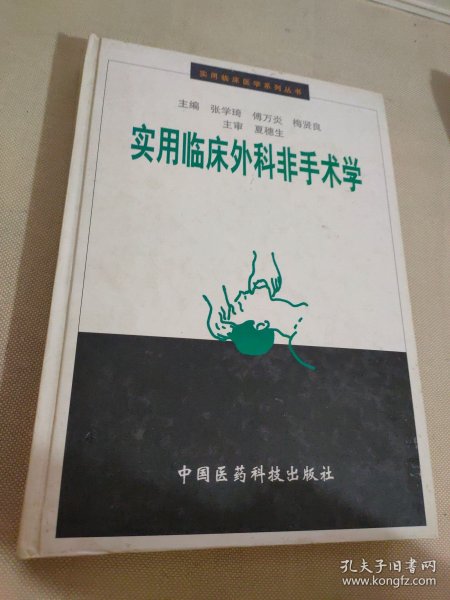 实用临床医学系列丛书
主编 张学琦 傅万炎 梅贤良
主审 夏穗生
实用临床外科非手术学
中国医药科技出版社
孔夫子旧书网
www.kongfz.com